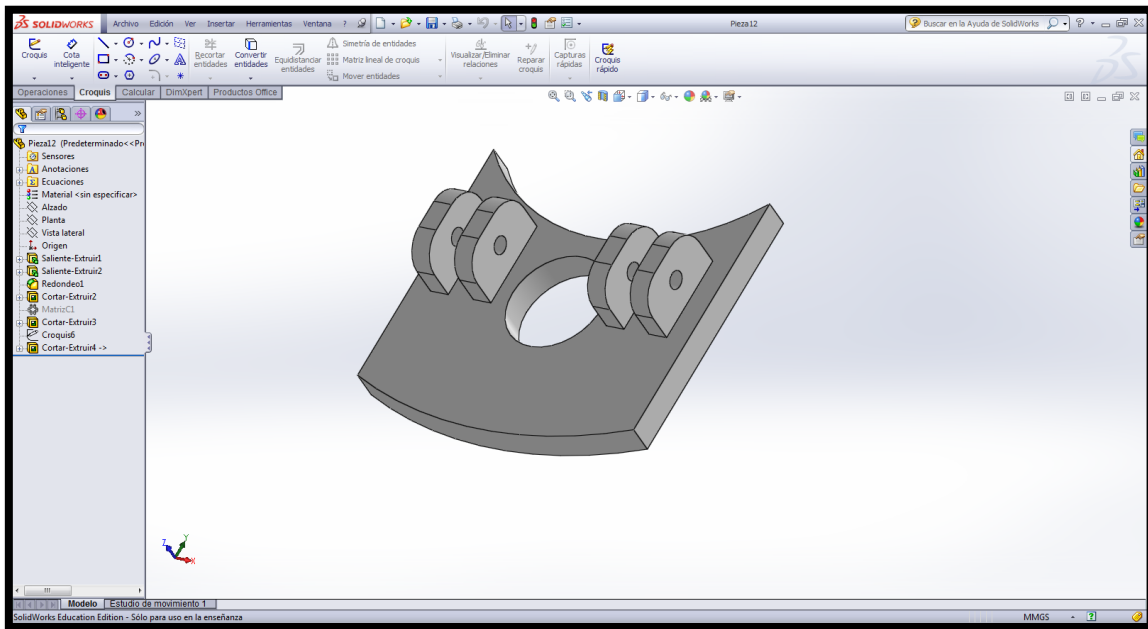 SOLIDWORKS Archivo Edición Ver Insertar Herramientas Ventana ? Pieza12 Buscar en la Ayuda de SolidWorks ?
Croquis Cota inteligente Recortar entidades Convertir entidades Equidistanciar entidades Simetría de entidades Visualizar/Eliminar relaciones Reparar croquis Capturas rápidas Croquis rápido
Matriz lineal de croquis
Mover entidades
Operaciones Croquis Calcular DimXpert Productos Office
Pieza12 (Predeterminado<<Pr
Sensores
Anotaciones
Ecuaciones
Material <sin especificar>
Alzado
Planta
Vista lateral
Origen
Saliente-Extruir1
Saliente-Extruir2
Redondeo1
Cortar-Extruir2
MatrizC1
Cortar-Extruir3
Croquis6
Cortar-Extruir4 ->
Z Y X
Modelo Estudio de movimiento 1
SolidWorks Education Edition - Sólo para uso en la enseñanza MMGS